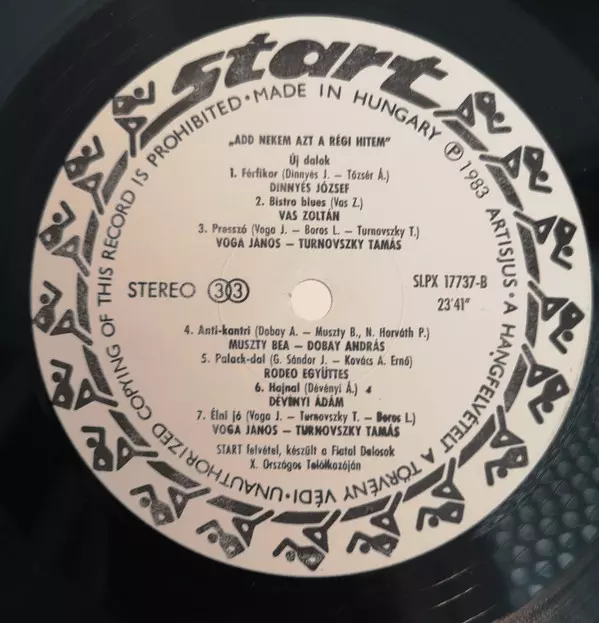 start
UNAUTHORIZED COPYING OF THIS RECORD IS PROHIBITED • MADE IN HUNGARY Ⓟ 1983 ARTISJUS • A HANGFELVÉTELT A TÖRVÉNY VÉDI •
„ADD NEKEM AZT A RÉGI HITEM"
Új dalok
1. Férfikor (Dinnyés J. – Tózsér Á.)
DINNYÉS JÓZSEF
2. Bistro blues (Vas Z.)
VAS ZOLTÁN
3. Presszó (Voga J. – Boros L. – Turnovszky T.)
VOGA JÁNOS – TURNOVSZKY TAMÁS
STEREO 33
SLPX 17737-B
23'41"
4. Anti-kantri (Dobay A. – Muszty B., N. Horváth P.)
MUSZTY BEA – DOBAY ANDRÁS
5. Palack-dal (G. Sándor J. – Kovács A. Ernő)
RODEO EGYÜTTES
6. Hajnal (Dévényi Á.)
DÉVÉNYI ÁDÁM
7. Élni jó (Voga J. – Turnovszky T. – Boros L.)
VOGA JÁNOS – TURNOVSZKY TAMÁS
START felvétel, készült a Fiatal Dalosok
X. Országos Találkozóján